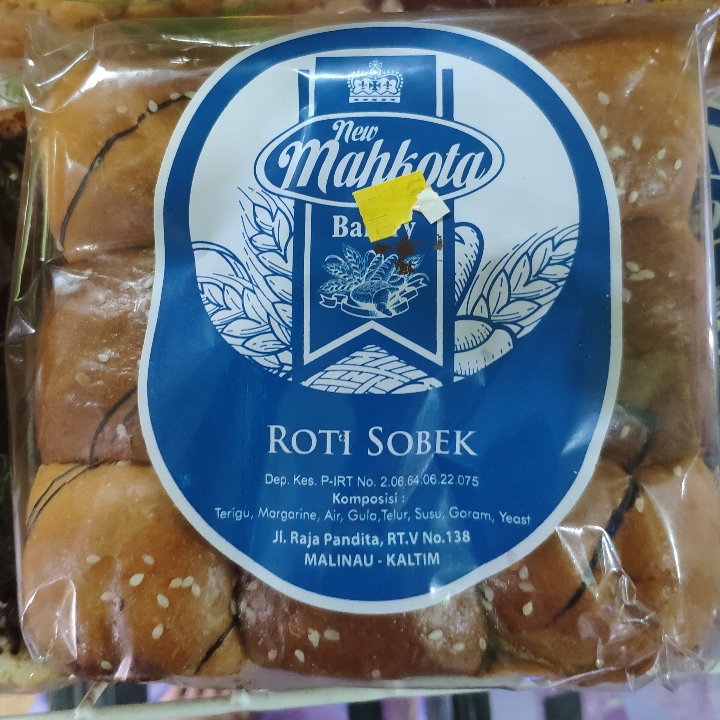 New
Mahkota
Bakery
ROTI SOBEK
Dep. Kes. P-IRT No. 2.06.64.06.22.075
Komposisi :
Terigu, Margarine, Air, Gula,Telur, Susu, Garam, Yeast
Jl. Raja Pandita, RT.V No.138
MALINAU - KALTIM